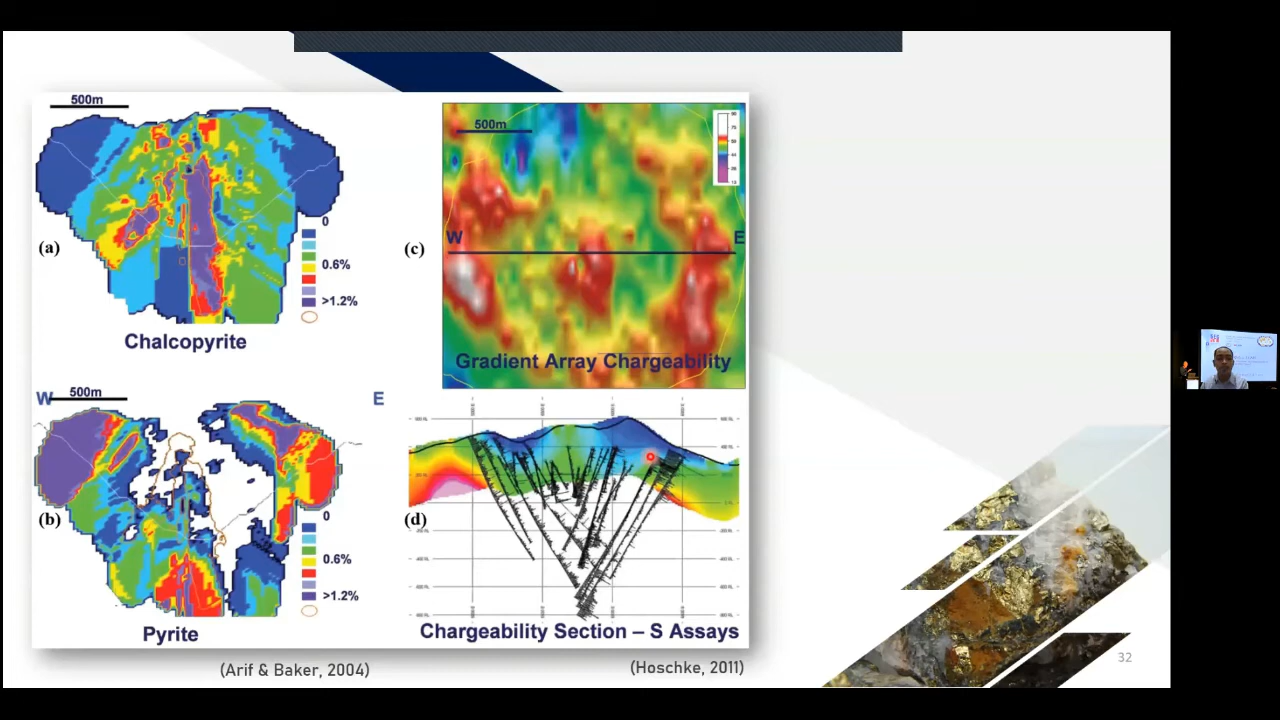 500m
(a)
0
0.6%
>1.2%
Chalcopyrite
500m
W
E
(c)
Gradient Array Chargeability
W
500m
E
(b)
0
0.6%
>1.2%
Pyrite
(d)
Chargeability Section – S Assays
(Arif & Baker, 2004)
(Hoschke, 2011)
32